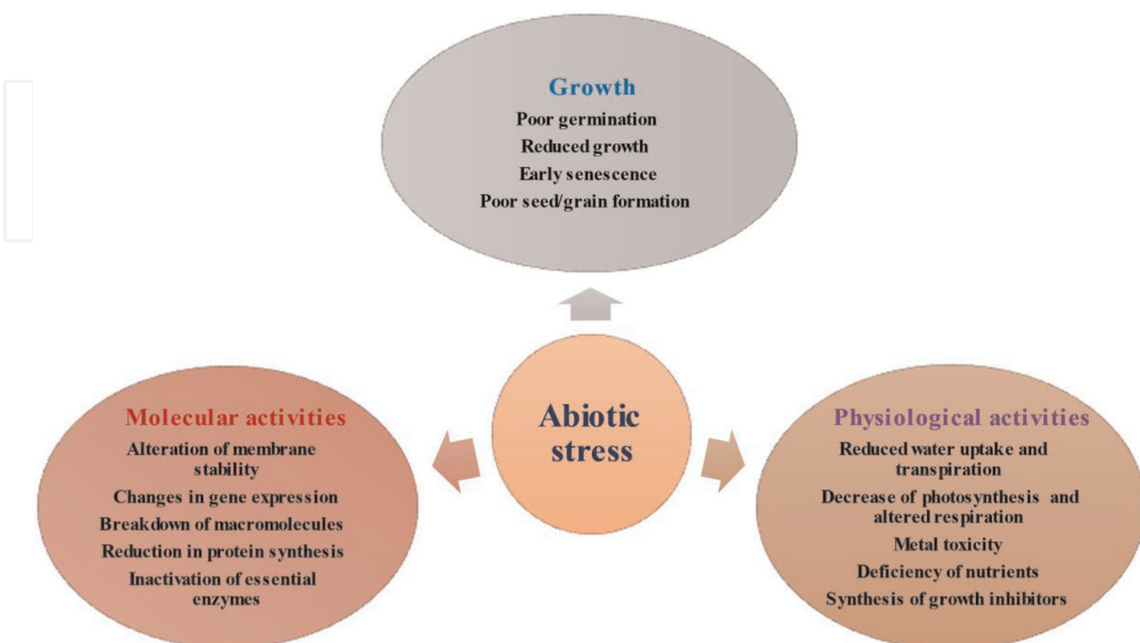 Growth
Poor germination
Reduced growth
Early senescence
Poor seed/grain formation
Abiotic
stress
Molecular activities
Alteration of membrane
stability
Changes in gene expression
Breakdown of macromolecules
Reduction in protein synthesis
Inactivation of essential
enzymes
Physiological activities
Reduced water uptake and
transpiration
Decrease of photosynthesis and
altered respiration
Metal toxicity
Deficiency of nutrients
Synthesis of growth inhibitors